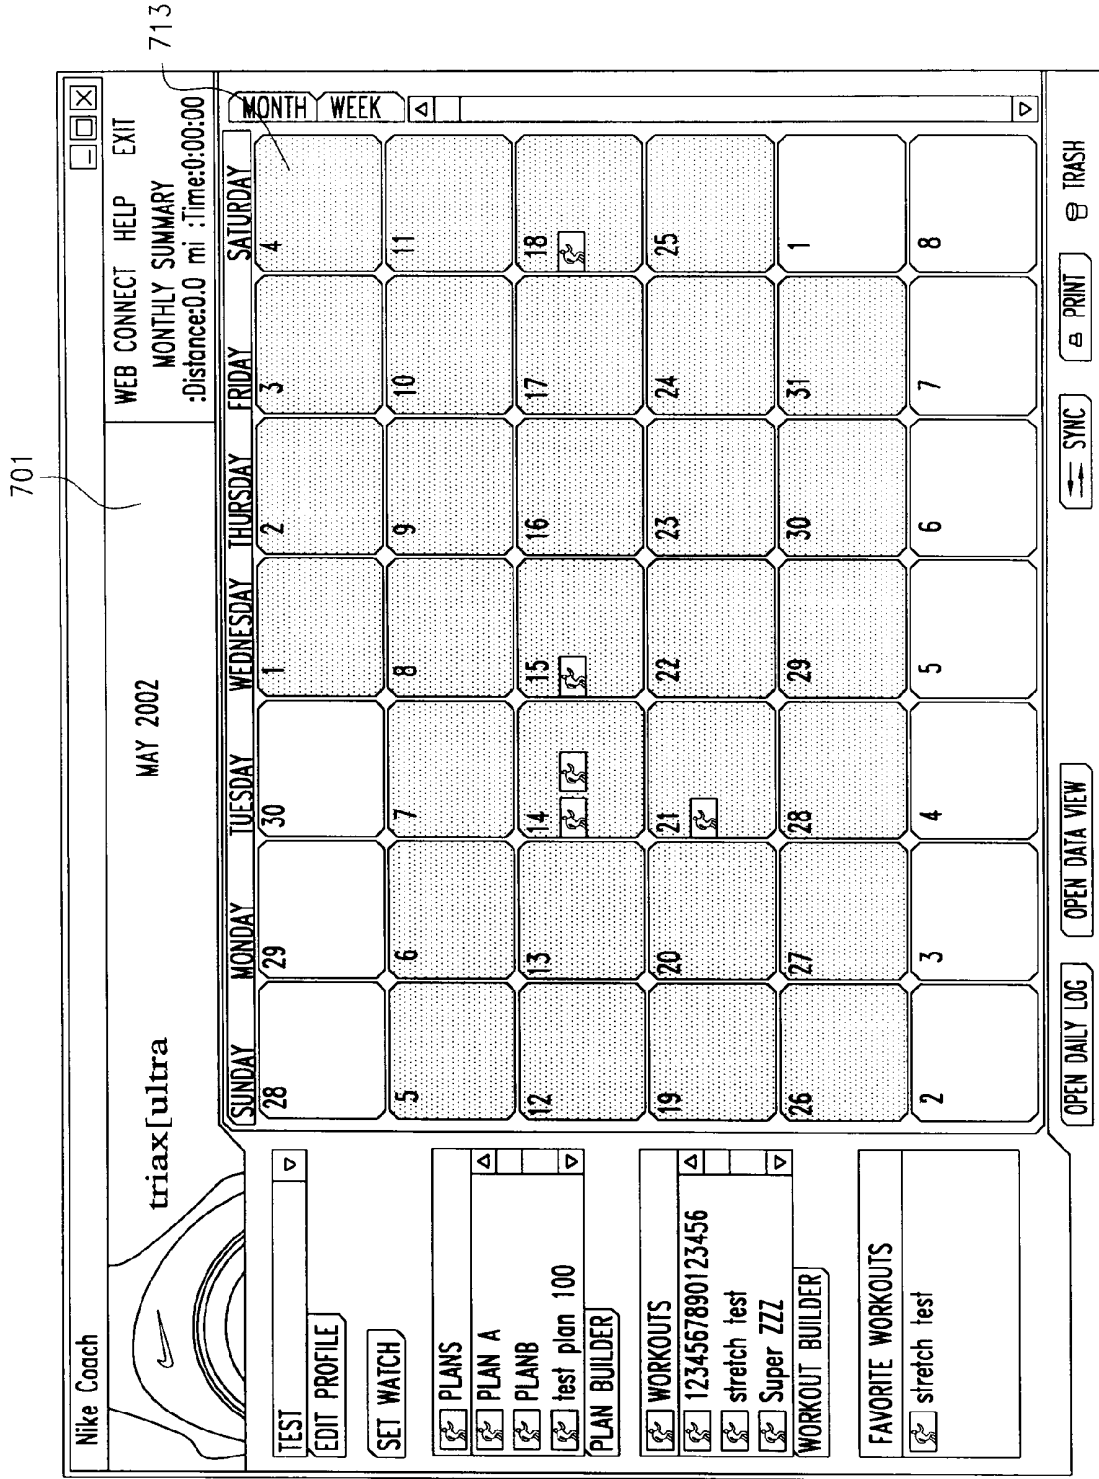 701
713
Nike Coach
triax[ultra
MAY 2002
WEB CONNECT HELP EXIT
MONTHLY SUMMARY
:Distance:0.0 mi :Time:0:00:00
TEST
EDIT PROFILE
SET WATCH
PLANS
PLAN A
PLANB
test plan 100
PLAN BUILDER
WORKOUTS
1234567890123456
stretch test
Super ZZZ
WORKOUT BUILDER
FAVORITE WORKOUTS
stretch test
SUNDAY MONDAY TUESDAY WEDNESDAY THURSDAY FRIDAY SATURDAY
28 29 30 1 2 3 4
5 6 7 8 9 10 11
12 13 14 15 16 17 18
19 20 21 22 23 24 25
26 27 28 29 30 31 1
2 3 4 5 6 7 8
MONTH
WEEK
OPEN DAILY LOG OPEN DATA VIEW SYNC PRINT TRASH